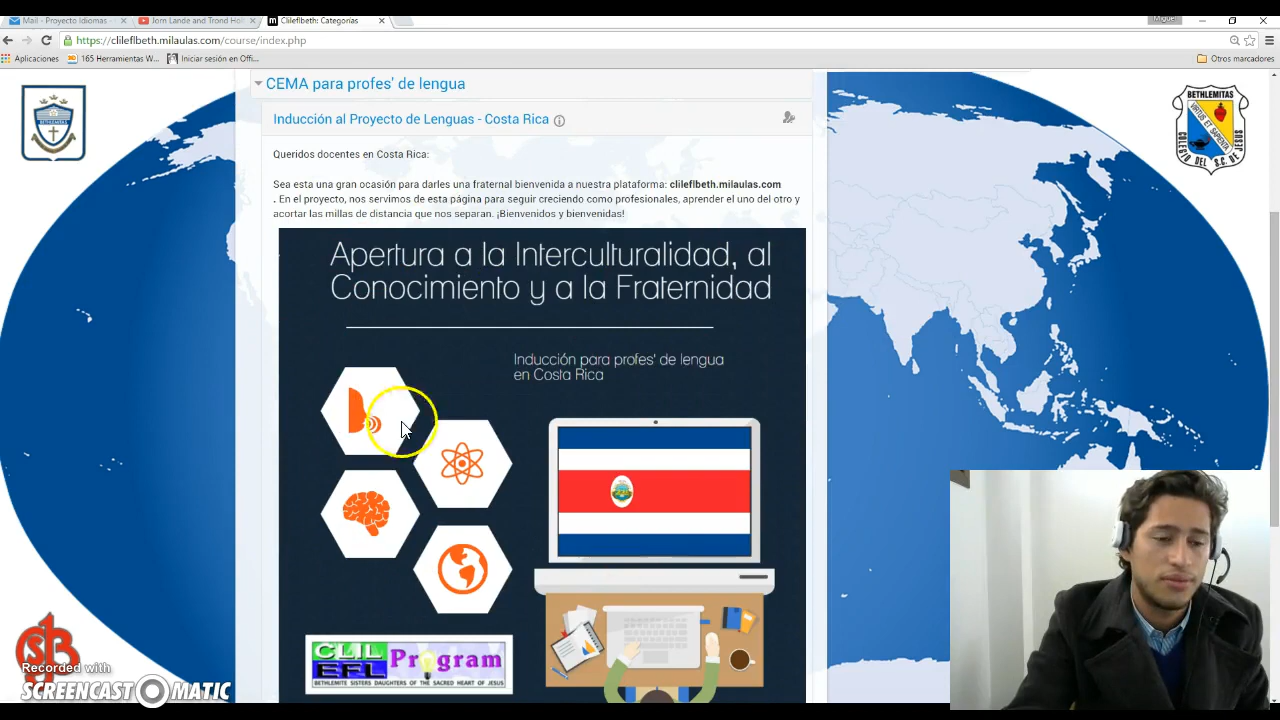 Mail - Proyecto Idiomas -
Jorn Lande and Trond Hol
Clileflbeth: Categorías
Miguel
https://clileflbeth.milaulas.com/course/index.php
Aplicaciones
165 Herramientas W...
Iniciar sesión en Offi...
Otros marcadores
CEMA para profes' de lengua
Inducción al Proyecto de Lenguas - Costa Rica
Queridos docentes en Costa Rica:
Sea esta una gran ocasión para darles una fraternal bienvenida a nuestra plataforma: clileflbeth.milaulas.com
. En el proyecto, nos servimos de esta página para seguir creciendo como profesionales, aprender el uno del otro y
acortar las millas de distancia que nos separan. ¡Bienvenidos y bienvenidas!
BETHLEMITAS
BETHLEMITAS
COLEGIO DEL S.C. DE JESUS
Apertura a la Interculturalidad, al
Conocimiento y a la Fraternidad
Inducción para profes' de lengua
en Costa Rica
CLIL
EFL
Program
BETHLEMITE SISTERS DAUGHTERS OF THE SACRED HEART OF JESUS
Recorded with
SCREENCAST-O-MATIC